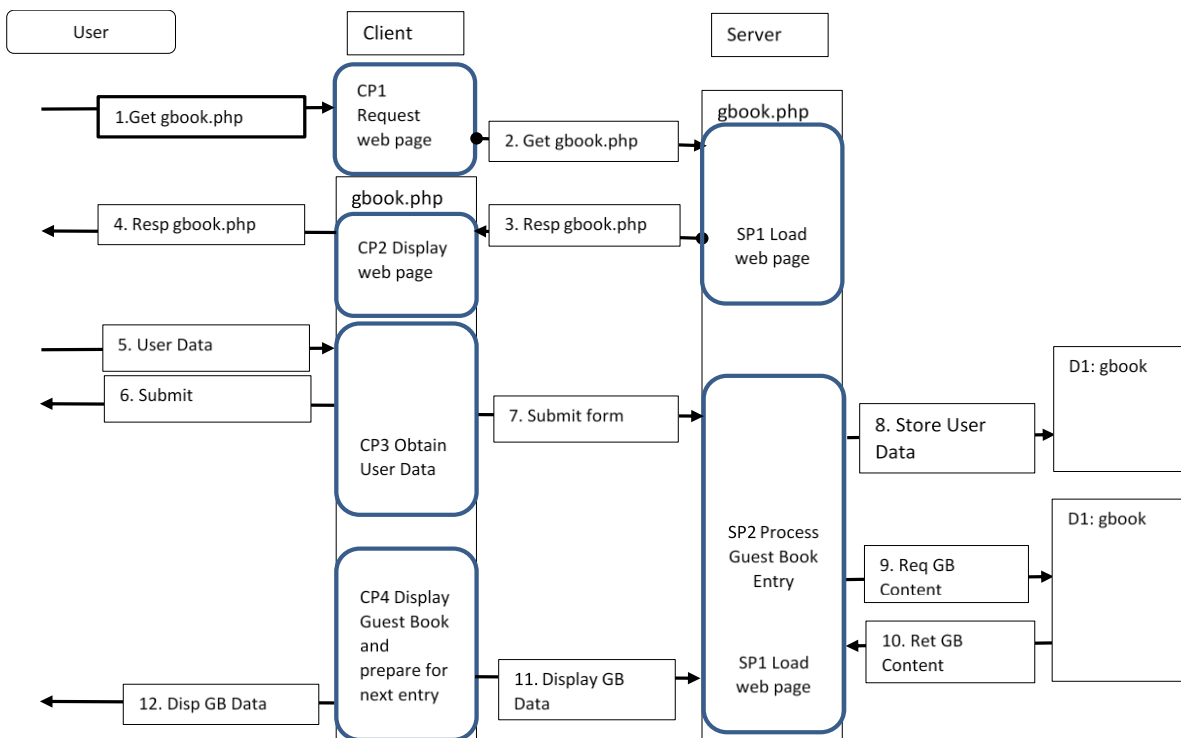 User
Client
Server
1.Get gbook.php
CP1
Request
web page
2. Get gbook.php
gbook.php
4. Resp gbook.php
gbook.php
CP2 Display
web page
3. Resp gbook.php
SP1 Load
web page
5. User Data
6. Submit
CP3 Obtain
User Data
7. Submit form
8. Store User
Data
D1: gbook
SP2 Process
Guest Book
Entry
9. Req GB
Content
D1: gbook
10. Ret GB
Content
CP4 Display
Guest Book
and
prepare for
next entry
11. Display GB
Data
SP1 Load
web page
12. Disp GB Data